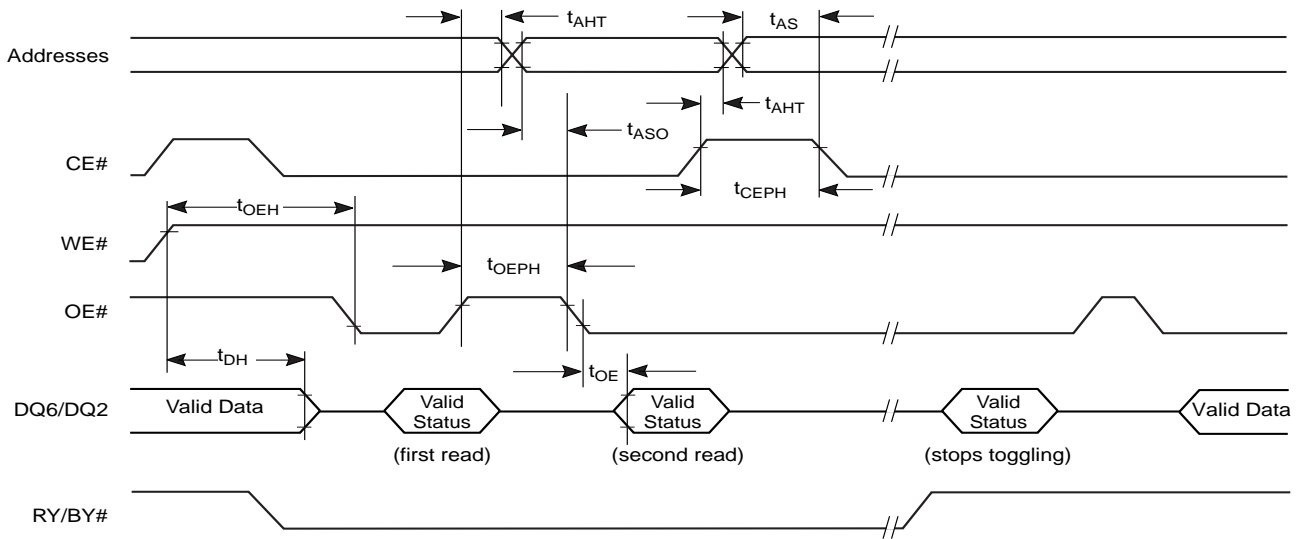 tAHT
tAS
Addresses
tAHT
tASO
CE#
tCEPH
tOEH
WE#
tOEPH
OE#
tDH
tOE
DQ6/DQ2
Valid Data
Valid
Status
Valid
Status
Valid
Status
Valid Data
(first read)
(second read)
(stops toggling)
RY/BY#